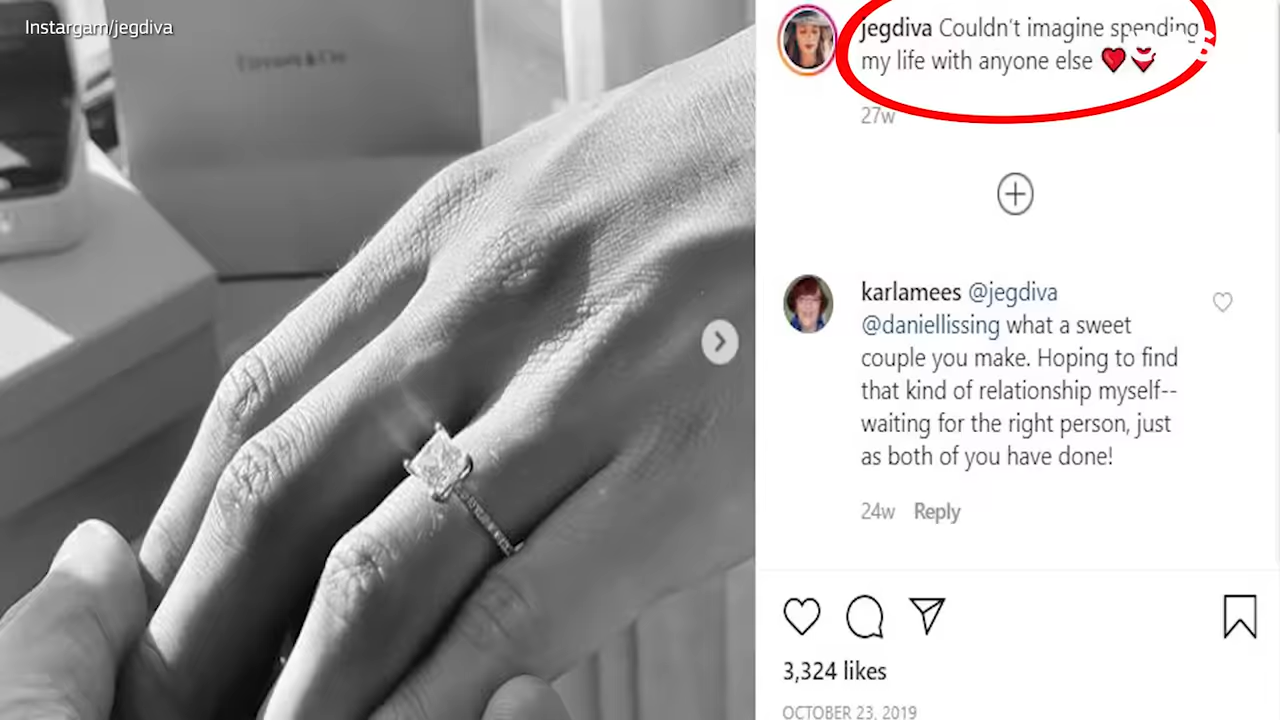 Instargam/jegdiva
Tiffany & Co
jegdiva Couldn't imagine spending
my life with anyone else
27w
karlamees @jegdiva
@daniellissing what a sweet
couple you make. Hoping to find
that kind of relationship myself--
waiting for the right person, just
as both of you have done!
24w Reply
3,324 likes
OCTOBER 23, 2019